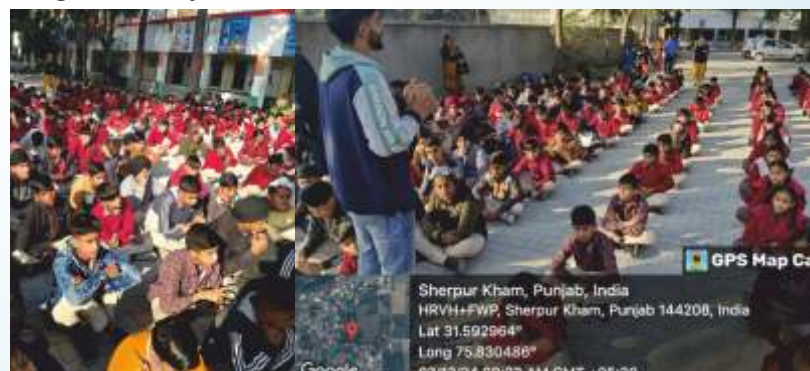 GPS Map Ca
Sherpur Kham, Punjab, India
HRVH+FWP, Sherpur Kham, Punjab 144208, India
Lat 31.592964°
Long 75.830486°
Google